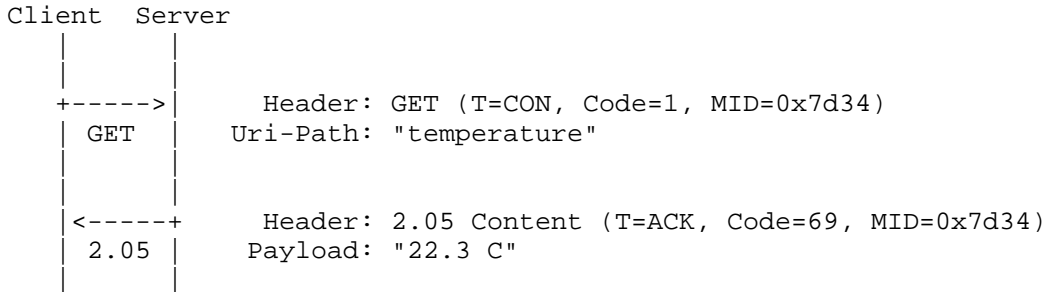 Client Server
Header: GET (T=CON, Code=1, MID=0x7d34)
GET Uri-Path: "temperature"
Header: 2.05 Content (T=ACK, Code=69, MID=0x7d34)
2.05 Payload: "22.3 C"